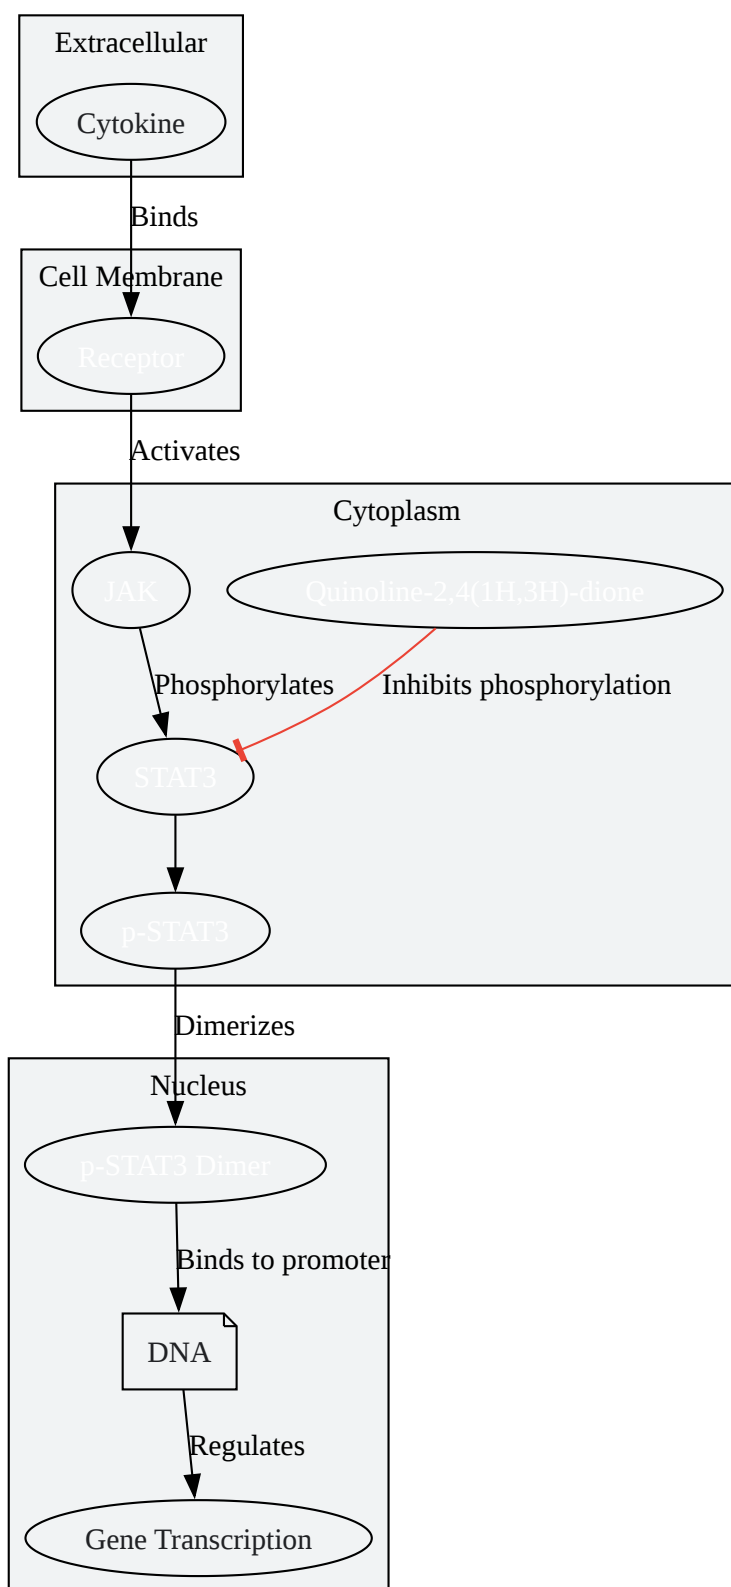 Extracellular
Cytokine
Binds
Cell Membrane
Receptor
Activates
Cytoplasm
JAK
Quinoline-2,4(1H,3H)-dione
Phosphorylates
Inhibits phosphorylation
STAT3
p-STAT3
Dimerizes
Nucleus
p-STAT3 Dimer
Binds to promoter
DNA
Regulates
Gene Transcription